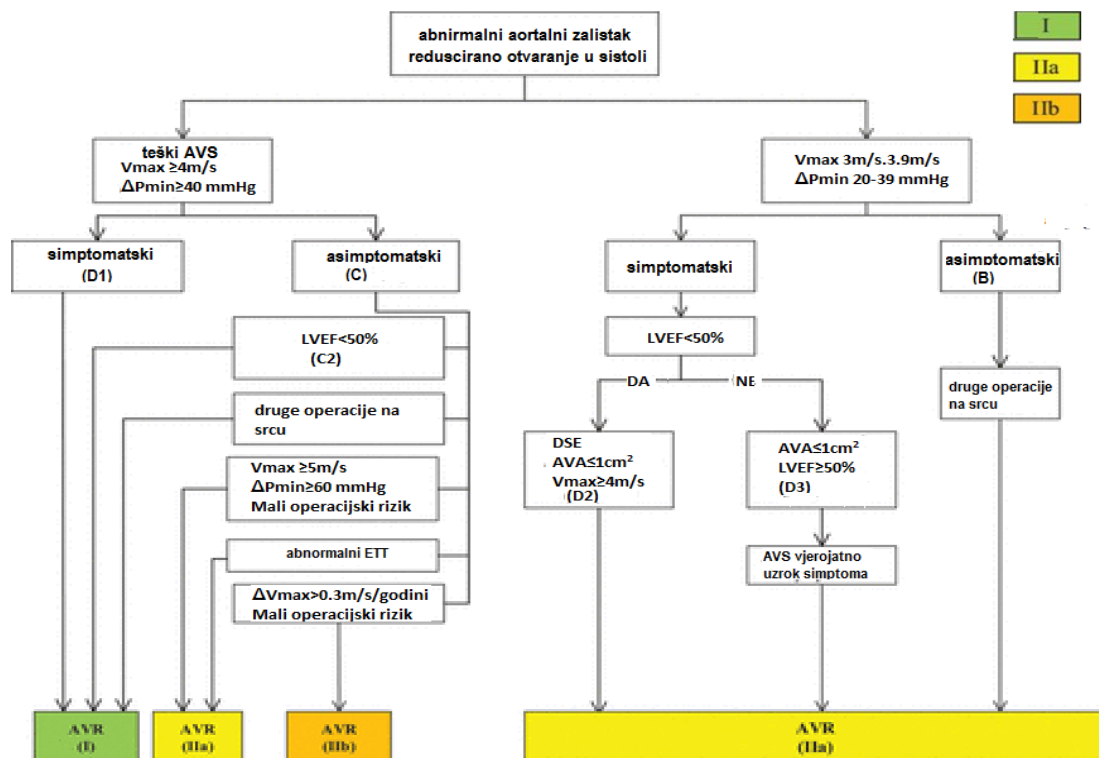 abnirmalni aortalni zalistak
reduscirano otvaranje u sistoli
I
IIa
IIb
teški AVS
Vmax ≥4m/s
ΔPmin≥40 mmHg
Vmax 3m/s.3.9m/s
ΔPmin 20-39 mmHg
simptomatski
(D1)
asimptomatski
(C)
simptomatski
asimptomatski
(B)
LVEF<50%
(C2)
LVEF<50%
DA
NE
druge operacije na
srcu
druge operacije
na srcu
Vmax ≥5m/s
ΔPmin≥60 mmHg
Mali operacijski rizik
DSE
AVA≤1cm²
Vmax≥4m/s
(D2)
AVA≤1cm²
LVEF≥50%
(D3)
abnormalni ETT
AVS vjerojatno
uzrok simptoma
ΔVmax>0.3m/s/godini
Mali operacijski rizik
AVR
(I)
AVR
(IIa)
AVR
(IIb)
AVR
(IIa)